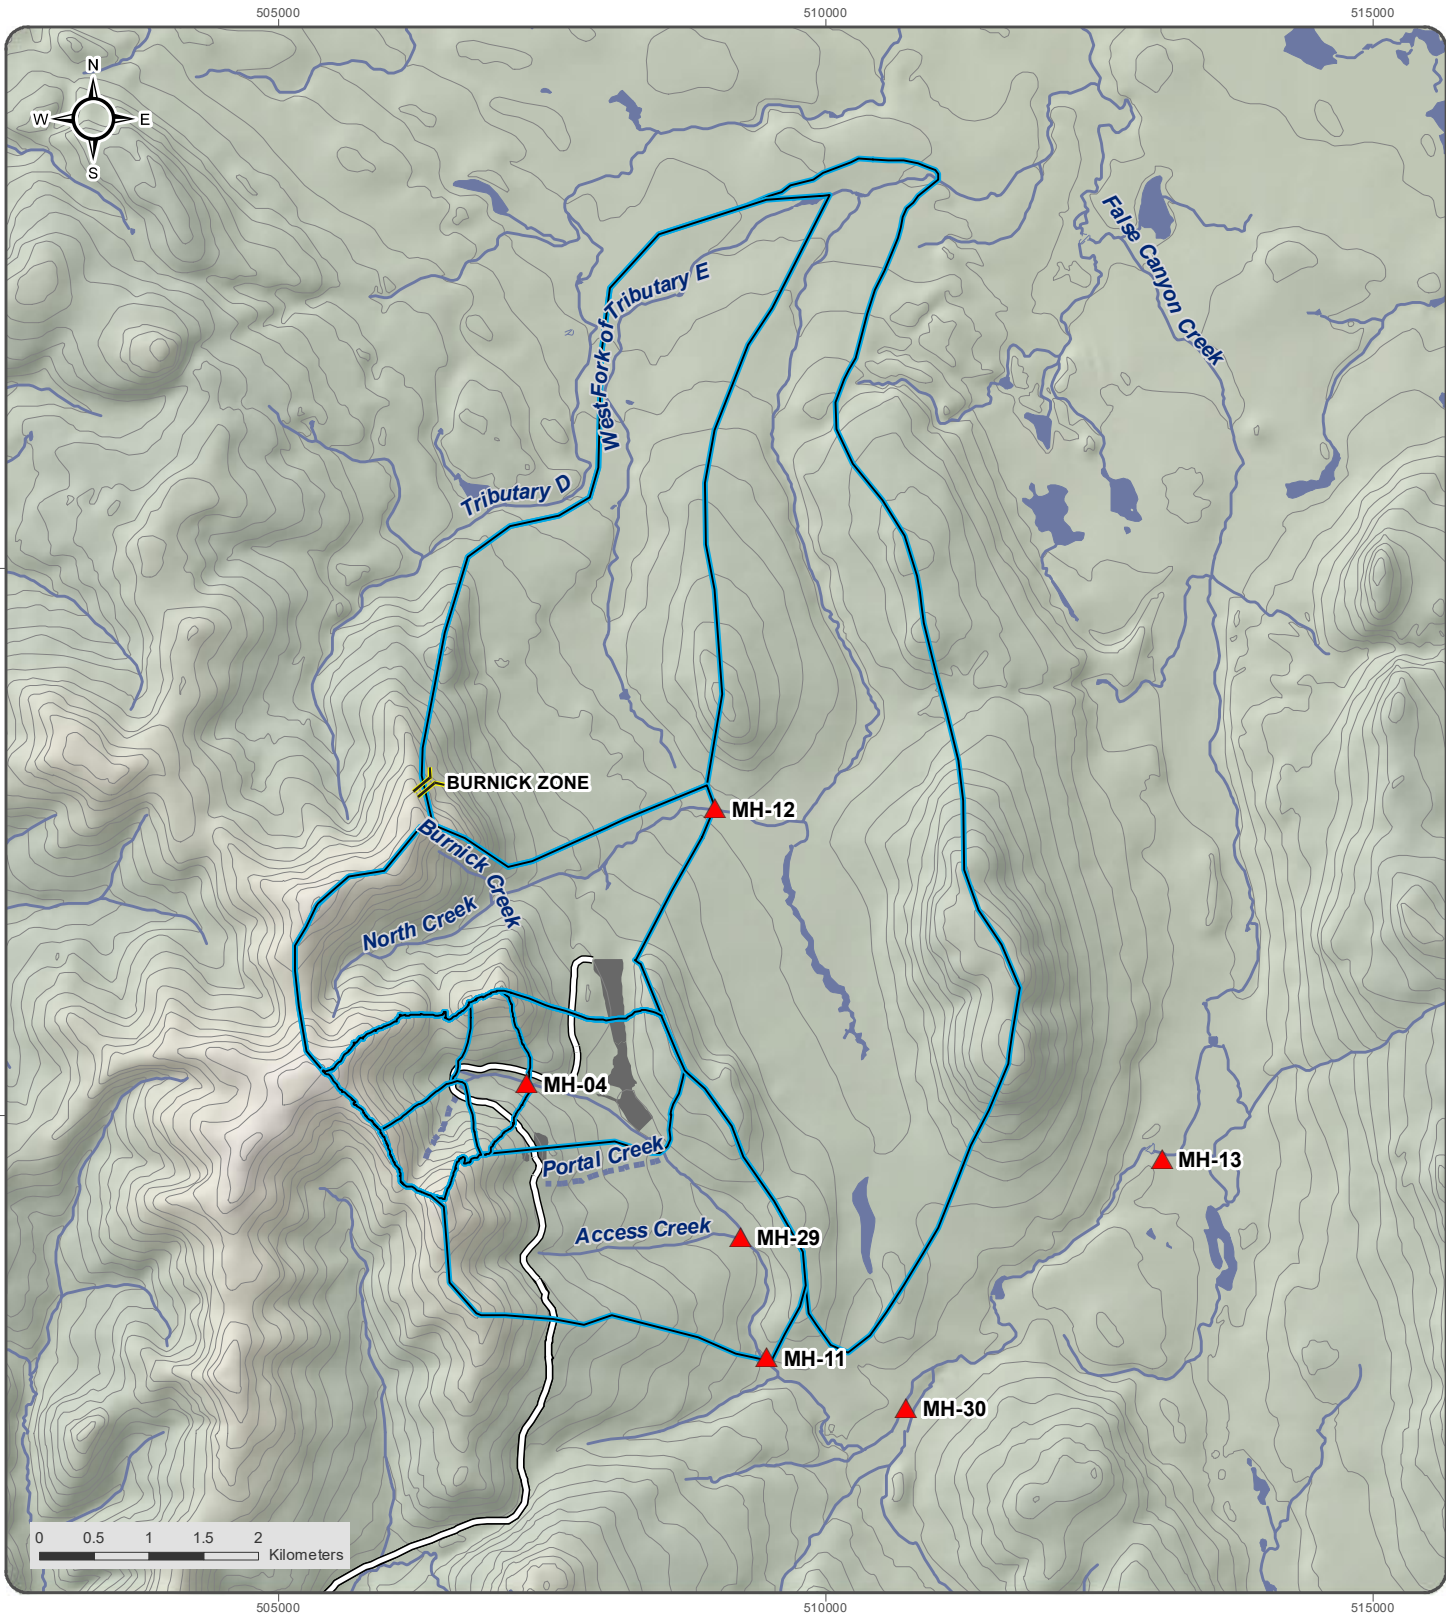 505000
510000
515000
N
W
E
S
False Canyon Creek
West Fork of Tributary E
Tributary D
BURNICK ZONE
MH-12
Burnick Creek
North Creek
MH-04
Portal Creek
MH-13
Access Creek
MH-29
MH-11
MH-30
0 0.5 1 1.5 2
Kilometers
505000
510000
515000